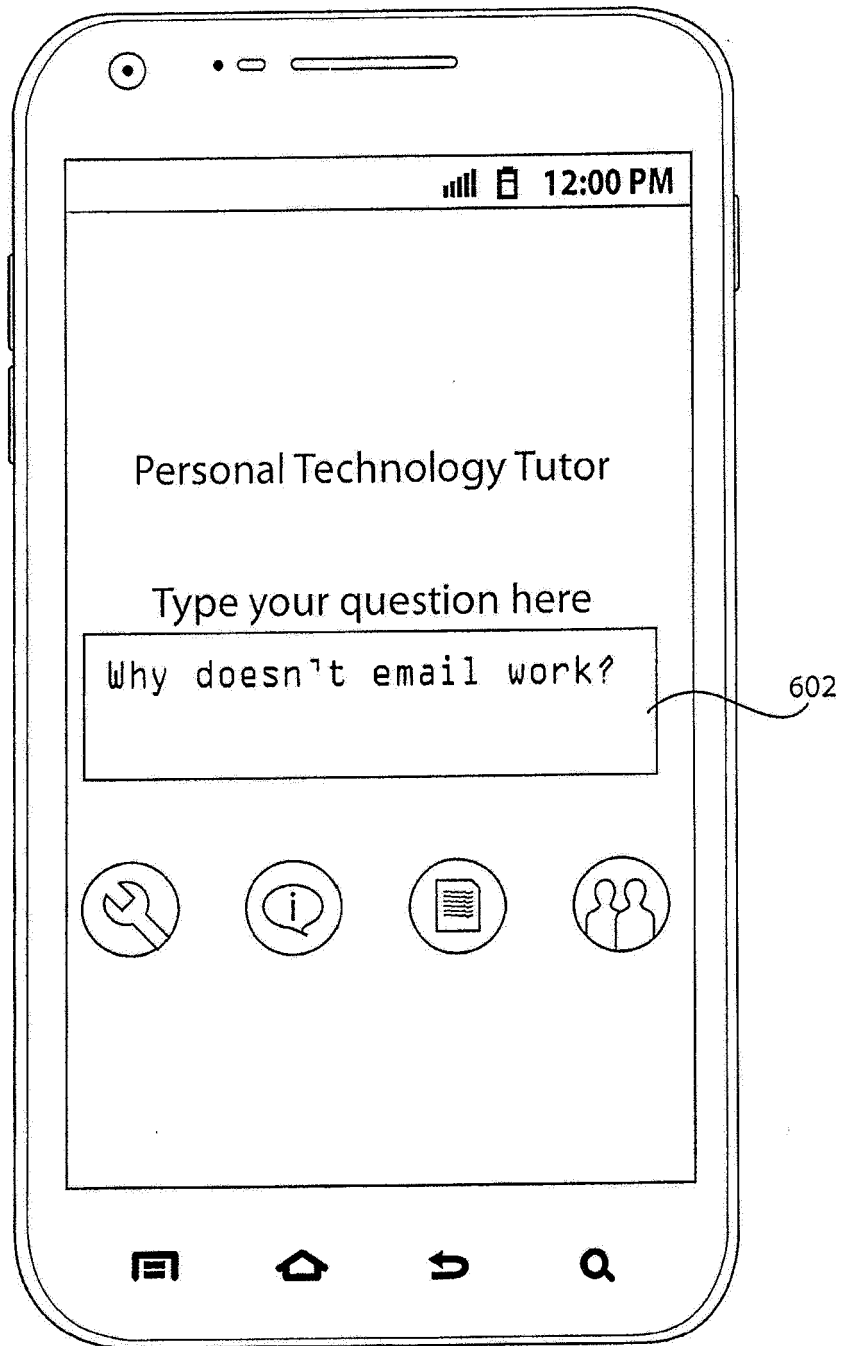 12:00 PM
Personal Technology Tutor
Type your question here
Why doesn't email work?
602
i